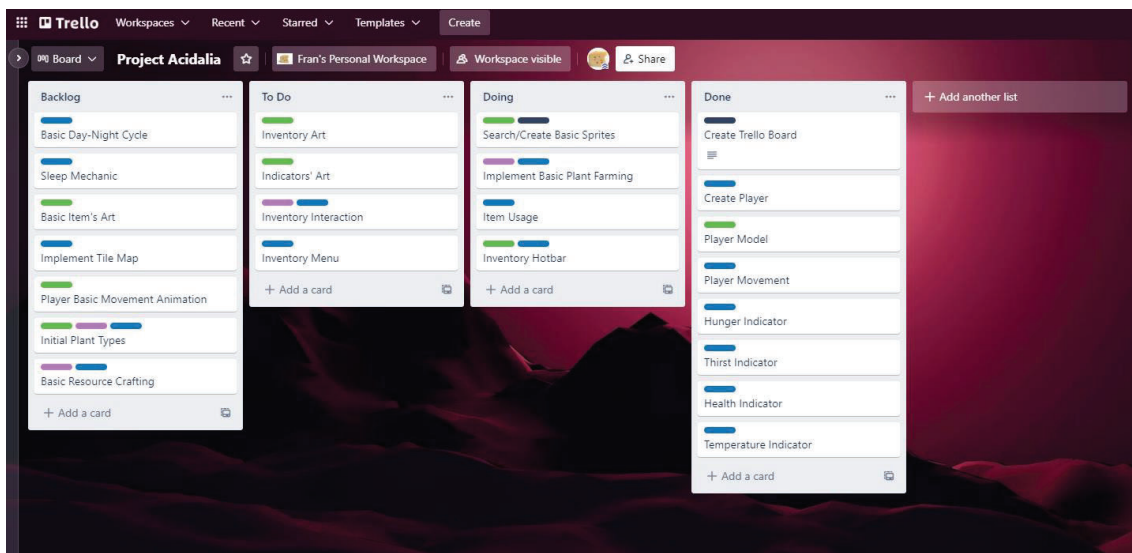 Trello Workspaces Recent Starred Templates Create
Board Project Acidalia Fran's Personal Workspace Workspace visible Share
Backlog
Basic Day-Night Cycle
Sleep Mechanic
Basic Item's Art
Implement Tile Map
Player Basic Movement Animation
Initial Plant Types
Basic Resource Crafting
+ Add a card
To Do
Inventory Art
Indicators' Art
Inventory Interaction
Inventory Menu
+ Add a card
Doing
Search/Create Basic Sprites
Implement Basic Plant Farming
Item Usage
Inventory Hotbar
+ Add a card
Done
Create Trello Board
Create Player
Player Model
Player Movement
Hunger Indicator
Thirst Indicator
Health Indicator
Temperature Indicator
+ Add a card
+ Add another list